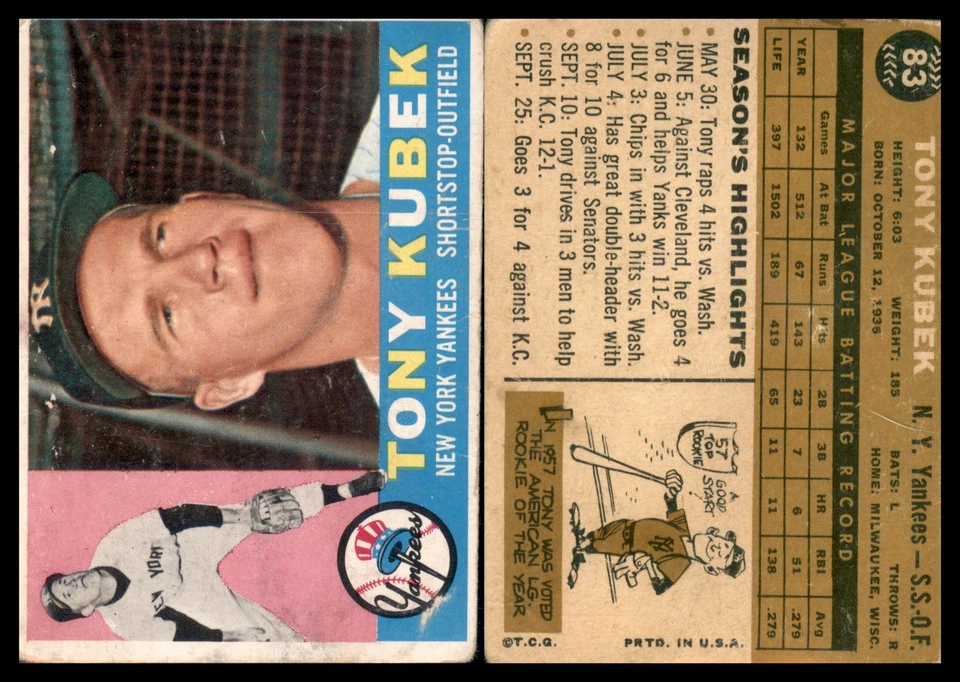 TONY KUBEK
NEW YORK YANKEES SHORTSTOP-OUTFIELD
NEW YORK
Yankees
83
TONY KUBEK N. Y. Yankees—S.S.-O.F.
HEIGHT: 6:03 WEIGHT: 185 BATS: L THROWS: R
BORN: OCTOBER 12, 1936 HOME: MILWAUKEE, WISC.
MAJOR LEAGUE BATTING RECORD
Games At Bat Runs Hits 2B 3B HR RBI Avg
YEAR 132 512 67 143 23 7 6 51 .279
LIFE 397 1502 189 419 65 11 11 138 .279
SEASON'S HIGHLIGHTS
• MAY 30: Tony raps 4 hits vs. Wash.
• JUNE 5: Against Cleveland, he goes 4
for 6 and helps Yanks win 11-2.
• JULY 3: Chips in with 3 hits vs. Wash.
• JULY 4: Has great double-header with
8 for 10 against Senators.
• SEPT. 10: Tony drives in 3 men to help
crush K.C. 12-1.
• SEPT. 25: Goes 3 for 4 against K.C.
57
TOP
ROOKIE
A
GOOD
START
NY
IN 1957 TONY WAS VOTED
THE AMERICAN LG.
ROOKIE OF THE YEAR
©T.C.G. PRTD. IN U.S.A.